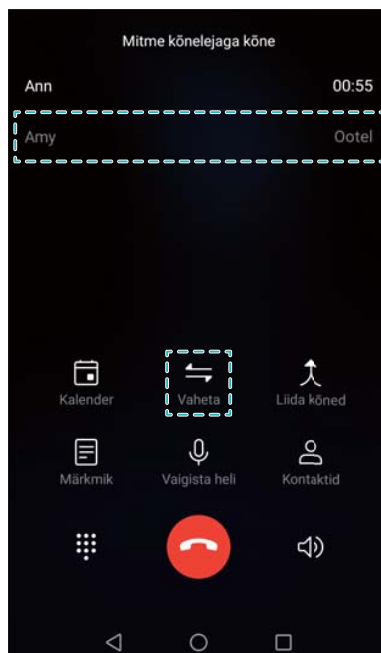 Mitme kõnelejaga kõne
Ann 00:55
Amy Ootel
Kalender Vaheta Liida kõned
Märkmik Vaigista heli Kontaktid